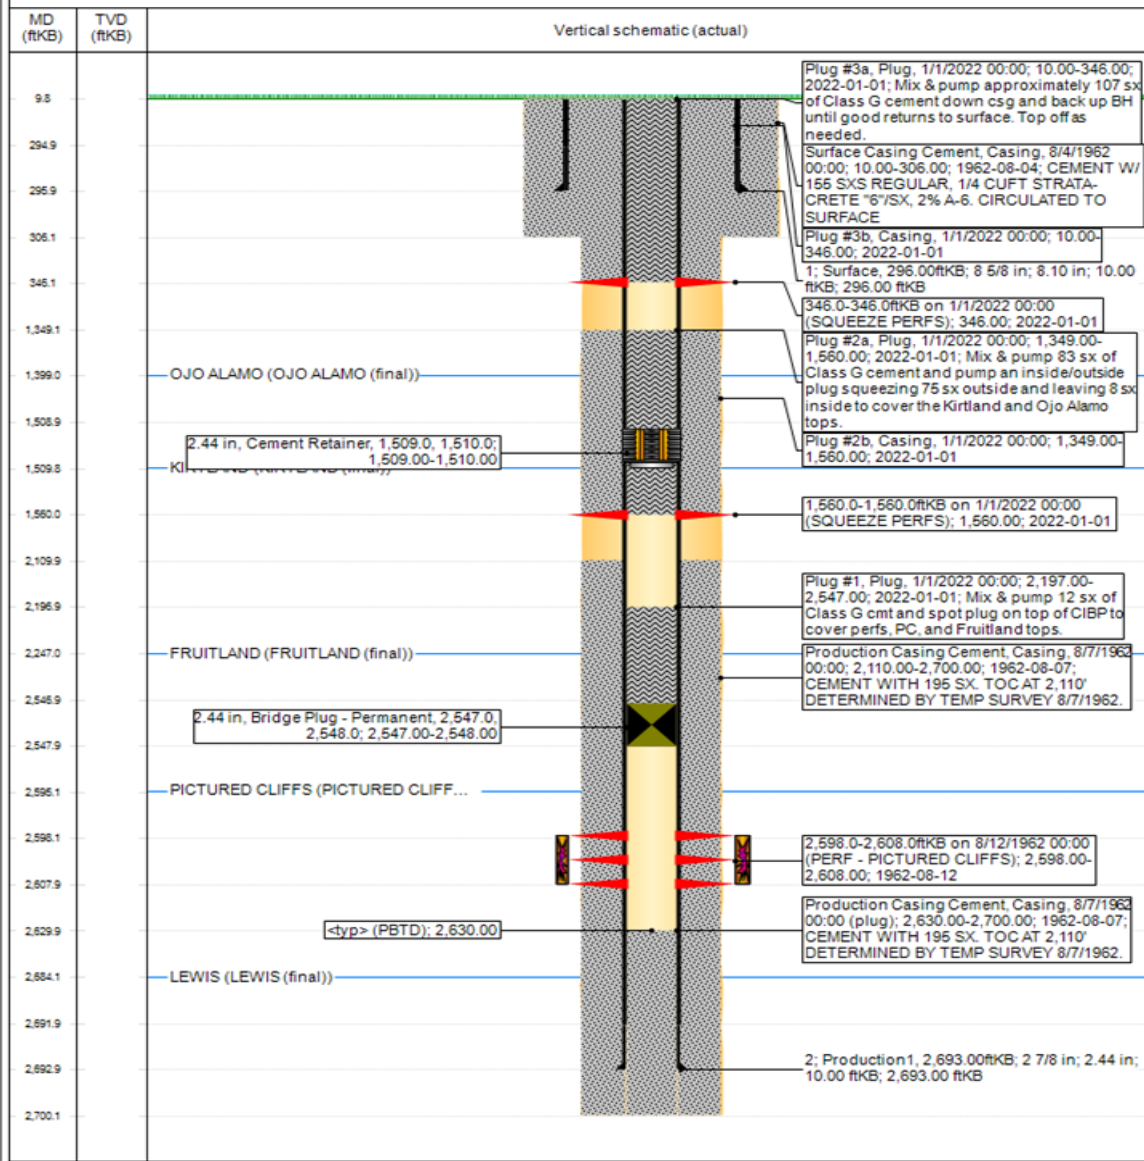 MD
(ftKB)
TVD
(ftKB)
Vertical schematic (actual)
9.8
294.9
295.9
306.1
346.1
1,349.1
1,399.0
1,508.9
1,509.8
1,560.0
2,109.9
2,196.9
2,247.0
2,546.9
2,547.9
2,595.1
2,598.1
2,607.9
2,629.9
2,684.1
2,691.9
2,692.9
2,700.1
Plug #3a, Plug, 1/1/2022 00:00; 10.00-346.00;
2022-01-01; Mix & pump approximately 107 sx
of Class G cement down csg and back up BH
until good returns to surface. Top off as
needed.
Surface Casing Cement, Casing, 8/4/1962
00:00; 10.00-306.00; 1962-08-04; CEMENT W/
155 SXS REGULAR, 1/4 CUFT STRATA-
CRETE "6"/SX, 2% A-6. CIRCULATED TO
SURFACE
Plug #3b, Casing, 1/1/2022 00:00; 10.00-
346.00; 2022-01-01
1; Surface, 296.00ftKB; 8 5/8 in; 8.10 in; 10.00
ftKB; 296.00 ftKB
346.0-346.0ftKB on 1/1/2022 00:00
(SQUEEZE PERFS); 346.00; 2022-01-01
Plug #2a, Plug, 1/1/2022 00:00; 1,349.00-
1,560.00; 2022-01-01; Mix & pump 83 sx of
Class G cement and pump an inside/outside
plug squeezing 75 sx outside and leaving 8 sx
inside to cover the Kirtland and Ojo Alamo
tops.
OJO ALAMO (OJO ALAMO (final))
Plug #2b, Casing, 1/1/2022 00:00; 1,349.00-
1,560.00; 2022-01-01
2.44 in, Cement Retainer, 1,509.0, 1,510.0;
1,509.00-1,510.00
KIRTLAND (KIRTLAND (final))
1,560.0-1,560.0ftKB on 1/1/2022 00:00
(SQUEEZE PERFS); 1,560.00; 2022-01-01
Plug #1, Plug, 1/1/2022 00:00; 2,197.00-
2,547.00; 2022-01-01; Mix & pump 12 sx of
Class G cmt and spot plug on top of CIBP to
cover perfs, PC, and Fruitland tops.
FRUITLAND (FRUITLAND (final))
Production Casing Cement, Casing, 8/7/1962
00:00; 2,110.00-2,700.00; 1962-08-07;
CEMENT WITH 195 SX. TOC AT 2,110'
DETERMINED BY TEMP SURVEY 8/7/1962.
2.44 in, Bridge Plug - Permanent, 2,547.0,
2,548.0; 2,547.00-2,548.00
PICTURED CLIFFS (PICTURED CLIFF...
2,598.0-2,608.0ftKB on 8/12/1962 00:00
(PERF - PICTURED CLIFFS); 2,598.00-
2,608.00; 1962-08-12
Production Casing Cement, Casing, 8/7/1962
00:00 (plug); 2,630.00-2,700.00; 1962-08-07;
CEMENT WITH 195 SX. TOC AT 2,110'
DETERMINED BY TEMP SURVEY 8/7/1962.
<typ> (PBTD); 2,630.00
LEWIS (LEWIS (final))
2; Production1, 2,693.00ftKB; 2 7/8 in; 2.44 in;
10.00 ftKB; 2,693.00 ftKB